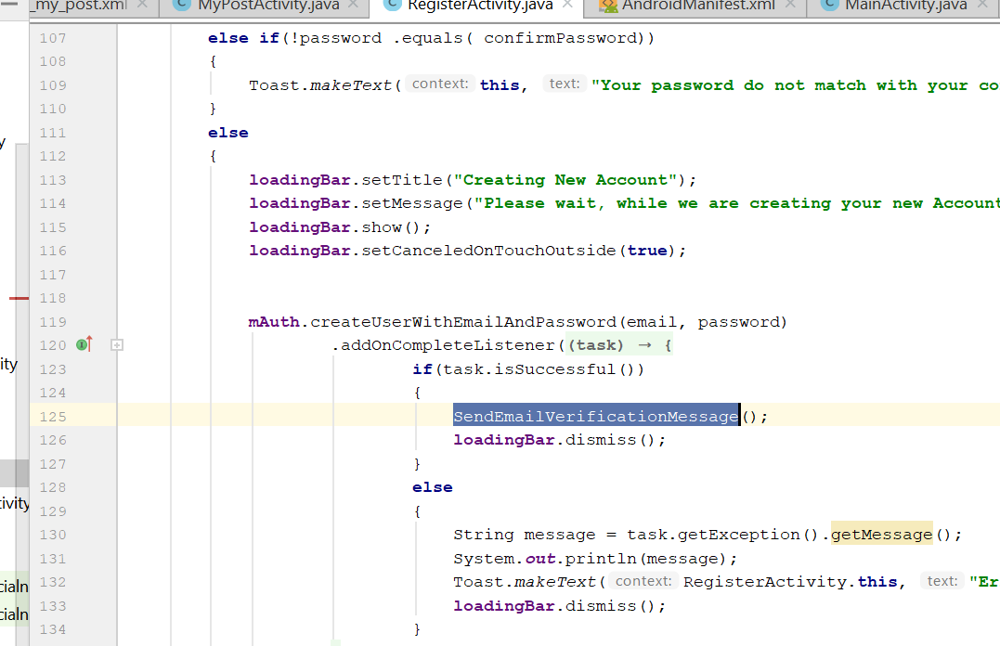 _my_post.xml × MyPostActivity.java × RegisterActivity.java × AndroidManifest.xml × MainActivity.java ×
107 else if(!password .equals( confirmPassword))
108 {
109 Toast.makeText( context: this, text: "Your password do not match with your co
110 }
111 else
112 {
113 loadingBar.setTitle("Creating New Account");
114 loadingBar.setMessage("Please wait, while we are creating your new Account
115 loadingBar.show();
116 loadingBar.setCanceledOnTouchOutside(true);
117
118
119 mAuth.createUserWithEmailAndPassword(email, password)
120 .addOnCompleteListener((task) → {
123 if(task.isSuccessful())
124 {
125 SendEmailVerificationMessage();
126 loadingBar.dismiss();
127 }
128 else
129 {
130 String message = task.getException().getMessage();
131 System.out.println(message);
132 Toast.makeText( context: RegisterActivity.this, text: "Er
133 loadingBar.dismiss();
134 }
y
ity
tivity
cialn
cialn